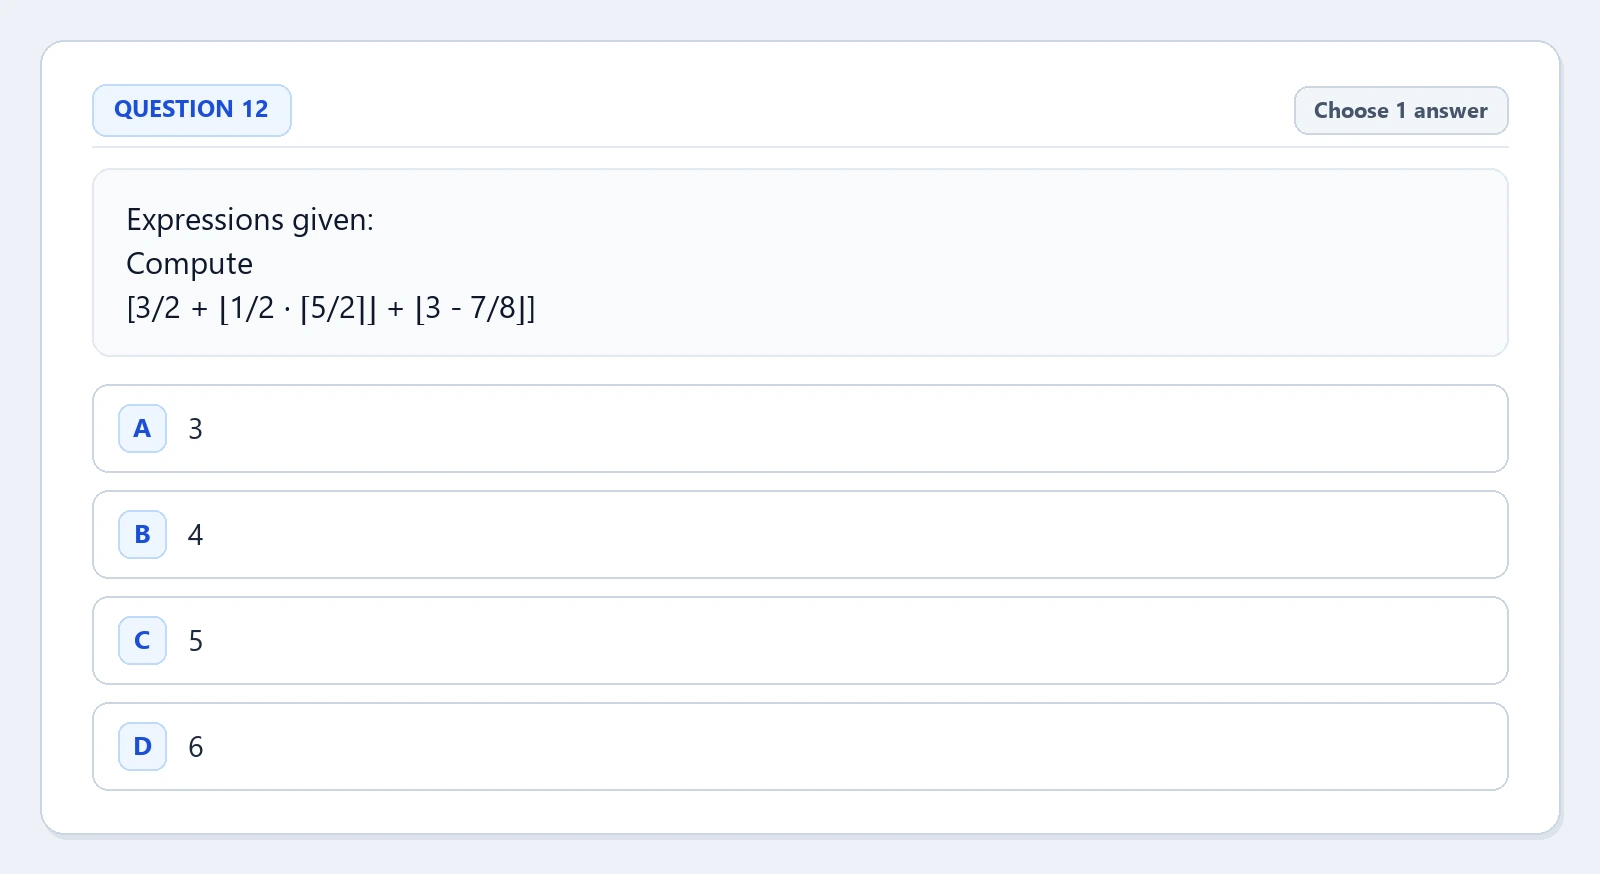 QUESTION 12
Choose 1 answer
Expressions given:
Compute
[3/2 + ⌊1/2 · ⌈5/2⌉⌋ + ⌊3 - 7/8⌋]
A 3
B 4
C 5
D 6